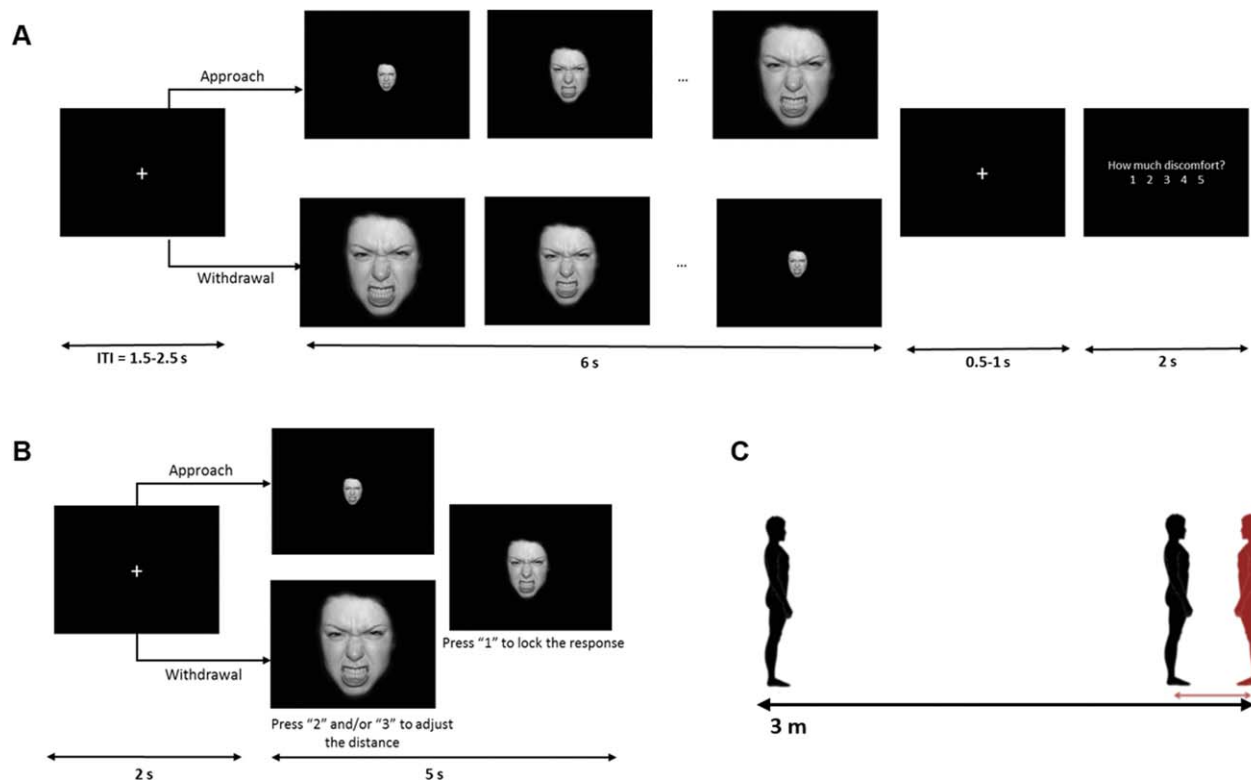 A
Approach
...
+
Withdrawal
...
+
How much discomfort?
1 2 3 4 5
ITI = 1.5-2.5 s
6 s
0.5-1 s
2 s
B
Approach
+
Press “1” to lock the response
Withdrawal
Press “2” and/or “3” to adjust
the distance
2 s
5 s
C
3 m